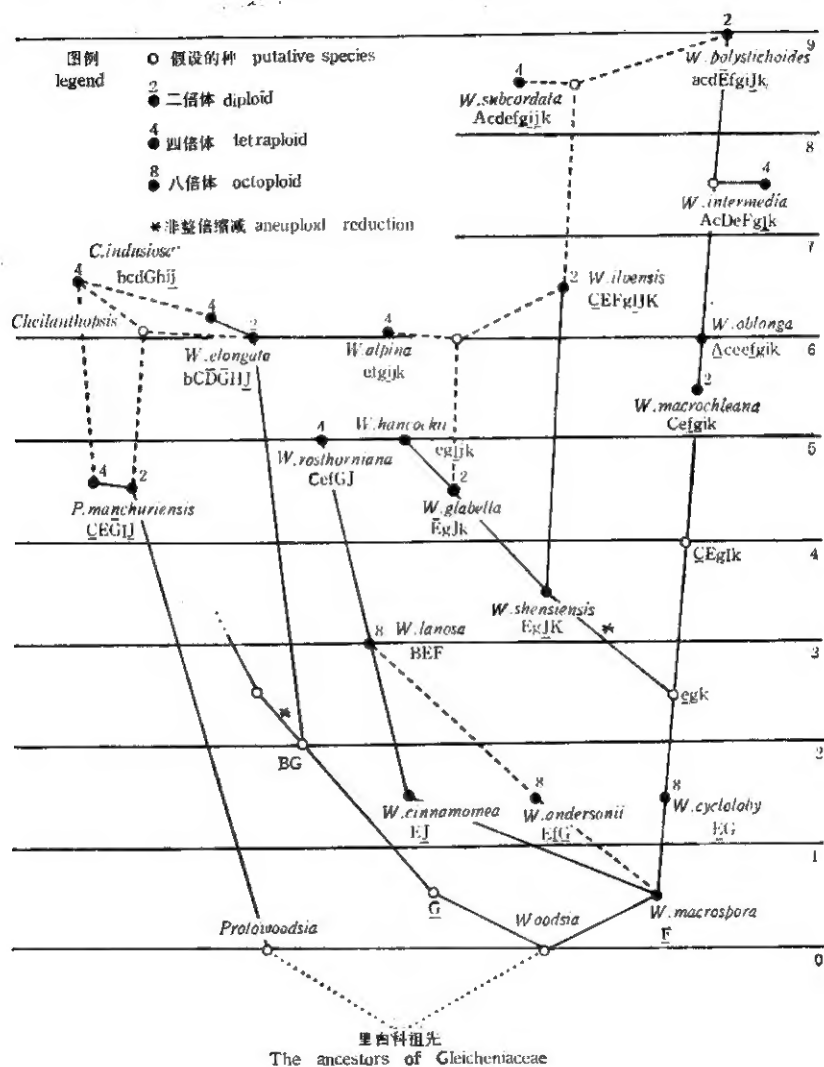 9
2
图例
○ 假设的种 putative species
legend
2
● 二倍体 diploid
4
● 四倍体 tetraploid
8
● 八倍体 octoploid
* 非整倍缩减 aneuploxl reduction
W. polystichoides
acdEfgiJk
4
W. subcordata
Acdefgijk
8
4
W. intermedia
AcDeFgIk
7
C. indusiosa
bcdGhij
4
Cheilanthopsis
4
2
W. elongata
bCDGHJ
4
W. alpina
efgijk
2
W. ilvensis
CEFgIJK
W. oblonga
Aceefgik
6
2
W. macrochleana
Cefgik
4
W. hancockii
egIjk
5
W. rosthorniana
CefGJ
4
2
P. manchuriensis
CEGIJ
2
W. glabella
EgJk
4
CEgIk
W. shensiensis
EgJK
*
8
W. lanosa
BEF
3
egk
*
BG
2
W. cinnamomea
EJ
8
W. andersonii
EfG
8
W. cycloloby
EG
1
G
Protowoodsia
Woodsia
W. macrospora
E
0
里白科祖先
The ancestors of Gleicheniaceae